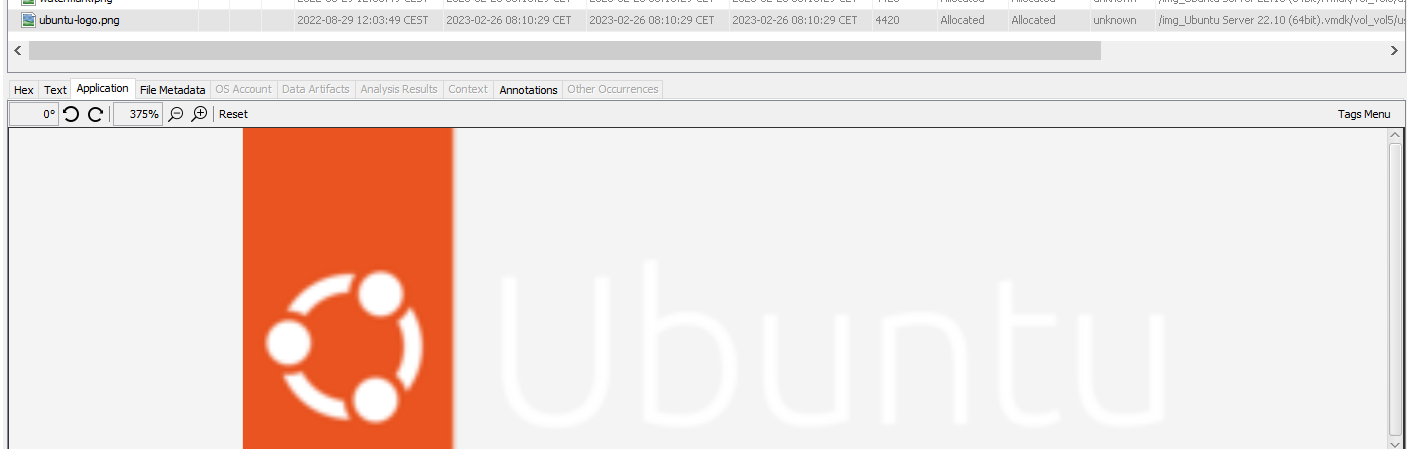 watermark.png 2022-08-29 12:03:49 CEST 2023-02-26 08:10:29 CET 2023-02-26 08:10:29 CET 2023-02-26 08:10:29 CET 4420 Allocated Allocated unknown /img_Ubuntu Server 22.10 (64bit).vmdk/vol_vol5/us
ubuntu-logo.png 2022-08-29 12:03:49 CEST 2023-02-26 08:10:29 CET 2023-02-26 08:10:29 CET 2023-02-26 08:10:29 CET 4420 Allocated Allocated unknown /img_Ubuntu Server 22.10 (64bit).vmdk/vol_vol5/us
Hex Text Application File Metadata OS Account Data Artifacts Analysis Results Context Annotations Other Occurrences
0° 375% Reset Tags Menu
Ubuntu